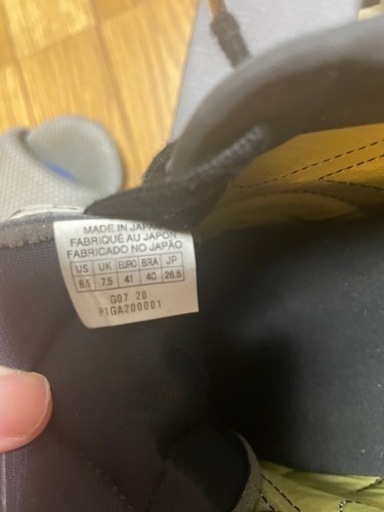 MADE IN JAPAN
FABRIQUÉ AU JAPON
FABRICADO NO JAPÃO
US UK EURO BRA JP
8.5 7.5 41 40 26.5
G07 20
P1GA200001